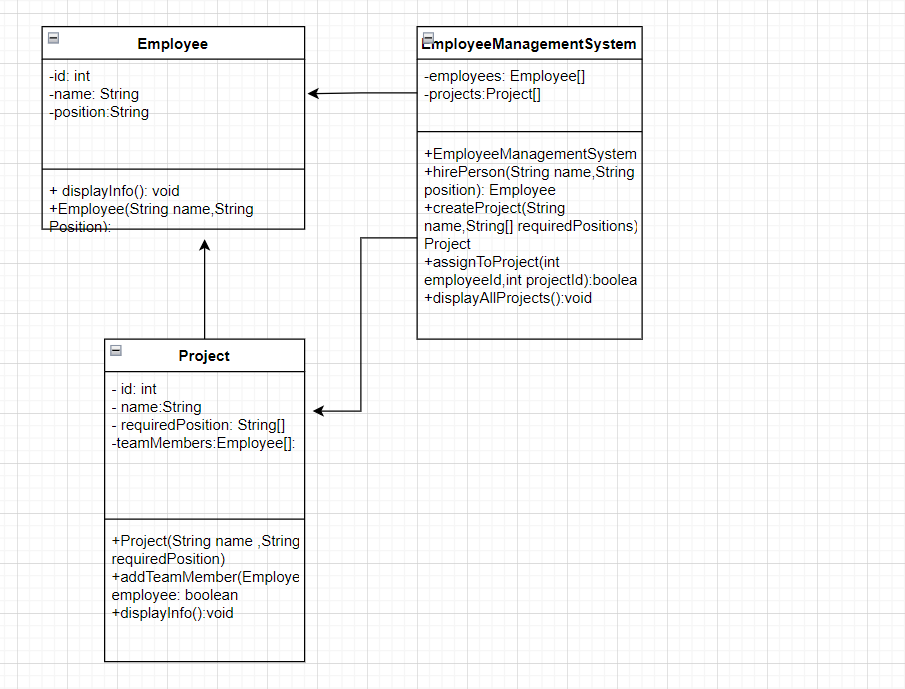 Employee
-id: int
-name: String
-position:String
+ displayInfo(): void
+Employee(String name,String
Position):
EmployeeManagementSystem
-employees: Employee[]
-projects:Project[]
+EmployeeManagementSystem
+hirePerson(String name,String
position): Employee
+createProject(String
name,String[] requiredPositions)
Project
+assignToProject(int
employeeId,int projectId):boolea
+displayAllProjects():void
Project
- id: int
- name:String
- requiredPosition: String[]
-teamMembers:Employee[]:
+Project(String name ,String
requiredPosition)
+addTeamMember(Employe
employee: boolean
+displayInfo():void